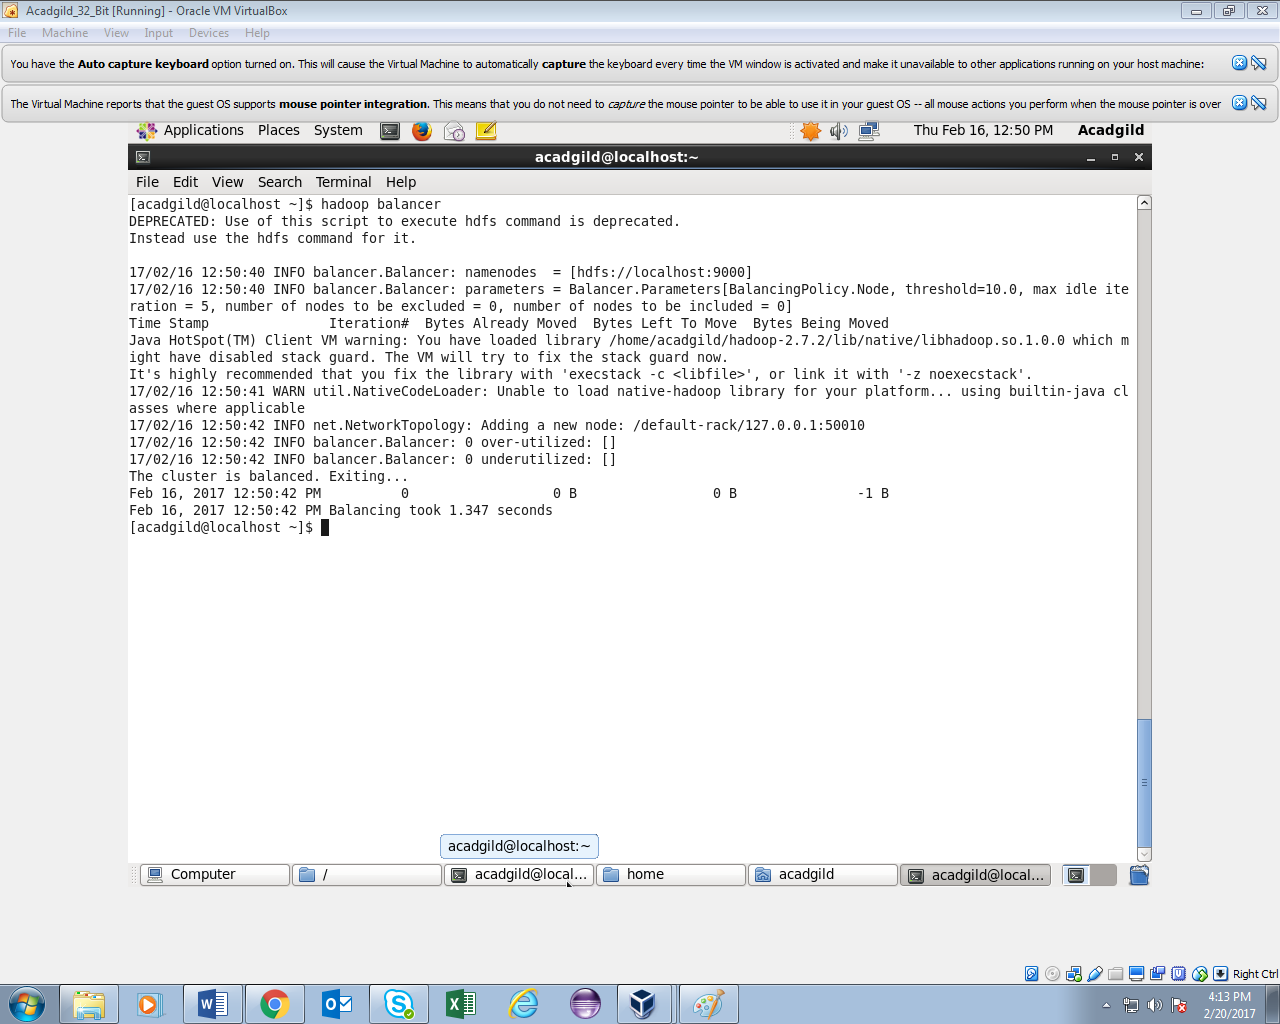 Acadgild_32_Bit [Running] - Oracle VM VirtualBox
File Machine View Input Devices Help
You have the Auto capture keyboard option turned on. This will cause the Virtual Machine to automatically capture the keyboard every time the VM window is activated and make it unavailable to other applications running on your host machine:
The Virtual Machine reports that the guest OS supports mouse pointer integration. This means that you do not need to capture the mouse pointer to be able to use it in your guest OS -- all mouse actions you perform when the mouse pointer is over
Applications Places System Thu Feb 16, 12:50 PM Acadgild
acadgild@localhost:~
File Edit View Search Terminal Help
[acadgild@localhost ~]$ hadoop balancer
DEPRECATED: Use of this script to execute hdfs command is deprecated.
Instead use the hdfs command for it.
17/02/16 12:50:40 INFO balancer.Balancer: namenodes  = [hdfs://localhost:9000]
17/02/16 12:50:40 INFO balancer.Balancer: parameters = Balancer.Parameters[BalancingPolicy.Node, threshold=10.0, max idle ite
ration = 5, number of nodes to be excluded = 0, number of nodes to be included = 0]
Time Stamp               Iteration#  Bytes Already Moved  Bytes Left To Move  Bytes Being Moved
Java HotSpot(TM) Client VM warning: You have loaded library /home/acadgild/hadoop-2.7.2/lib/native/libhadoop.so.1.0.0 which m
ight have disabled stack guard. The VM will try to fix the stack guard now.
It's highly recommended that you fix the library with 'execstack -c <libfile>', or link it with '-z noexecstack'.
17/02/16 12:50:41 WARN util.NativeCodeLoader: Unable to load native-hadoop library for your platform... using builtin-java cl
asses where applicable
17/02/16 12:50:42 INFO net.NetworkTopology: Adding a new node: /default-rack/127.0.0.1:50010
17/02/16 12:50:42 INFO balancer.Balancer: 0 over-utilized: []
17/02/16 12:50:42 INFO balancer.Balancer: 0 underutilized: []
The cluster is balanced. Exiting...
Feb 16, 2017 12:50:42 PM          0                  0 B                 0 B               -1 B
Feb 16, 2017 12:50:42 PM Balancing took 1.347 seconds
[acadgild@localhost ~]$
acadgild@localhost:~
Computer / acadgild@local... home acadgild acadgild@local...
Right Ctrl
4:13 PM
2/20/2017